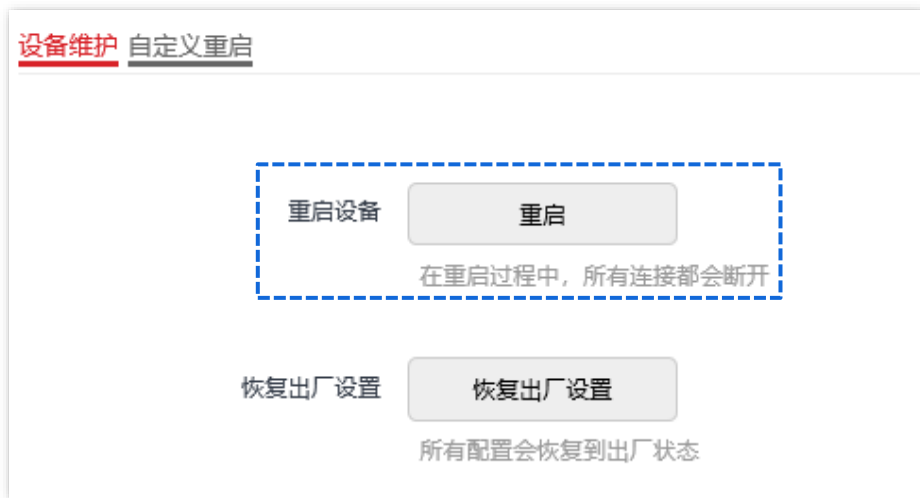 设备维护 自定义重启
重启设备 重启
在重启过程中，所有连接都会断开
恢复出厂设置 恢复出厂设置
所有配置会恢复到出厂状态